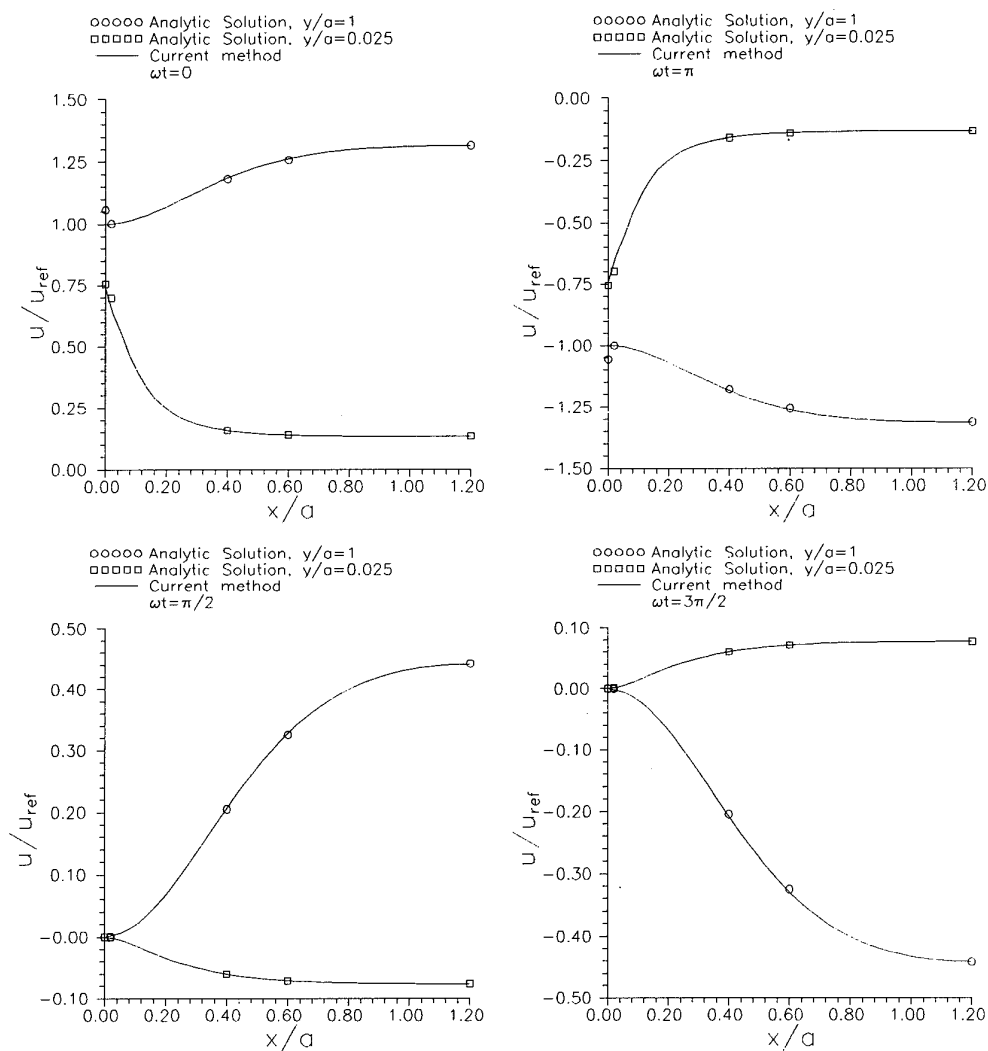 ○○○○○ Analytic Solution, y/a=1
□□□□□ Analytic Solution, y/a=0.025
Current method
ωt=0
1.50
1.25
1.00
0.75
0.50
0.25
0.00
u/u_ref
0.00 0.20 0.40 0.60 0.80 1.00 1.20
x/a
○○○○○ Analytic Solution, y/a=1
□□□□□ Analytic Solution, y/a=0.025
Current method
ωt=π
0.00
−0.25
−0.50
−0.75
−1.00
−1.25
−1.50
u/u_ref
0.00 0.20 0.40 0.60 0.80 1.00 1.20
x/a
○○○○○ Analytic Solution, y/a=1
□□□□□ Analytic Solution, y/a=0.025
Current method
ωt=π/2
0.50
0.40
0.30
0.20
0.10
−0.00
−0.10
u/u_ref
0.00 0.20 0.40 0.60 0.80 1.00 1.20
x/a
○○○○○ Analytic Solution, y/a=1
□□□□□ Analytic Solution, y/a=0.025
Current method
ωt=3π/2
0.10
0.00
−0.10
−0.20
−0.30
−0.40
−0.50
u/u_ref
0.00 0.20 0.40 0.60 0.80 1.00 1.20
x/a